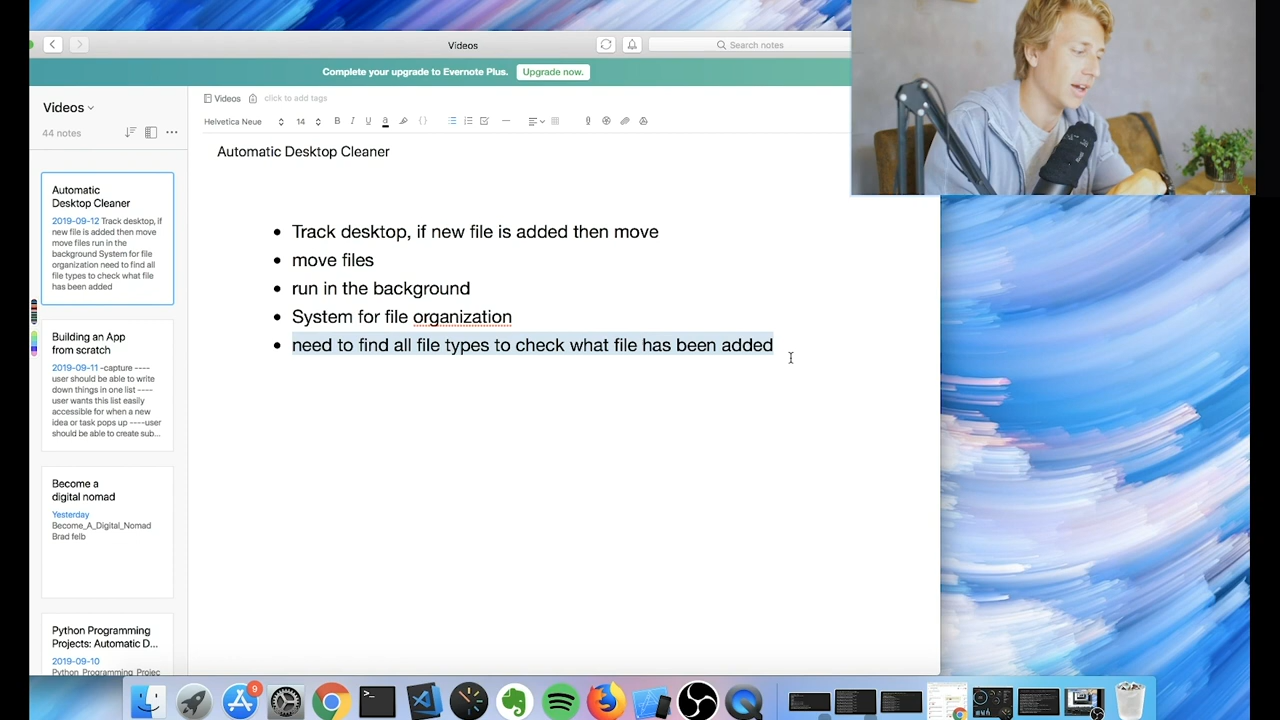 Videos
Search notes
Complete your upgrade to Evernote Plus.
Upgrade now.
Videos
44 notes
Videos
click to add tags
Helvetica Neue
14
B I U a
Automatic Desktop Cleaner
Track desktop, if new file is added then move
move files
run in the background
System for file organization
need to find all file types to check what file has been added
Automatic
Desktop Cleaner
2019-09-12 Track desktop, if
new file is added then move
move files run in the
background System for file
organization need to find all
file types to check what file
has been added
Building an App
from scratch
2019-09-11 -capture ----
user should be able to write
down things in one list ----
user wants this list easily
accessible for when a new
idea or task pops up ----user
should be able to create sub...
Become a
digital nomad
Yesterday
Become_A_Digital_Nomad
Brad felb
Python Programming
Projects: Automatic D...
2019-09-10
Python_Programming_Projec
9